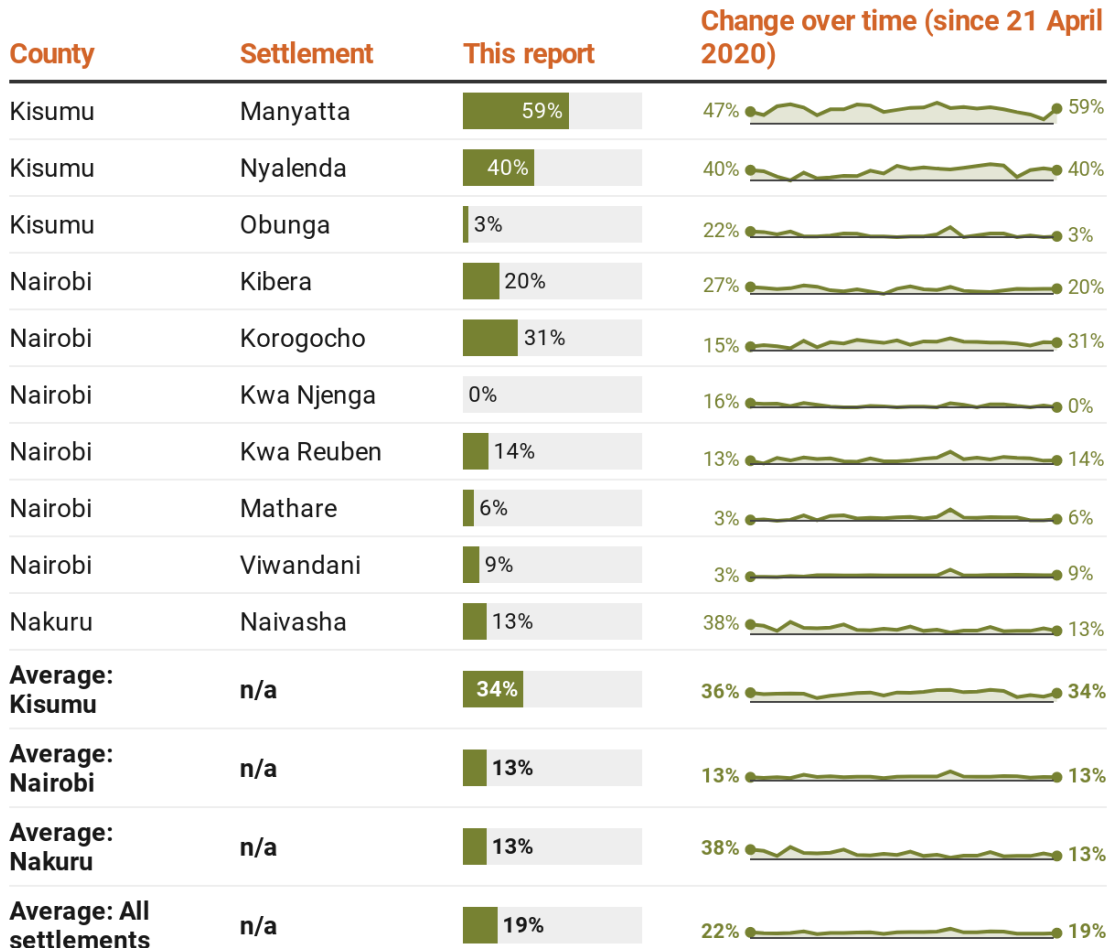 Change over time (since 21 April
County Settlement This report 2020)
Kisumu Manyatta 59% 47% 59%
Kisumu Nyalenda 40% 40% 40%
Kisumu Obunga 3% 22% 3%
Nairobi Kibera 20% 27% 20%
Nairobi Korogocho 31% 15% 31%
Nairobi Kwa Njenga 0% 16% 0%
Nairobi Kwa Reuben 14% 13% 14%
Nairobi Mathare 6% 3% 6%
Nairobi Viwandani 9% 3% 9%
Nakuru Naivasha 13% 38% 13%
Average:
Kisumu n/a 34% 36% 34%
Average:
Nairobi n/a 13% 13% 13%
Average:
Nakuru n/a 13% 38% 13%
Average: All
settlements n/a 19% 22% 19%